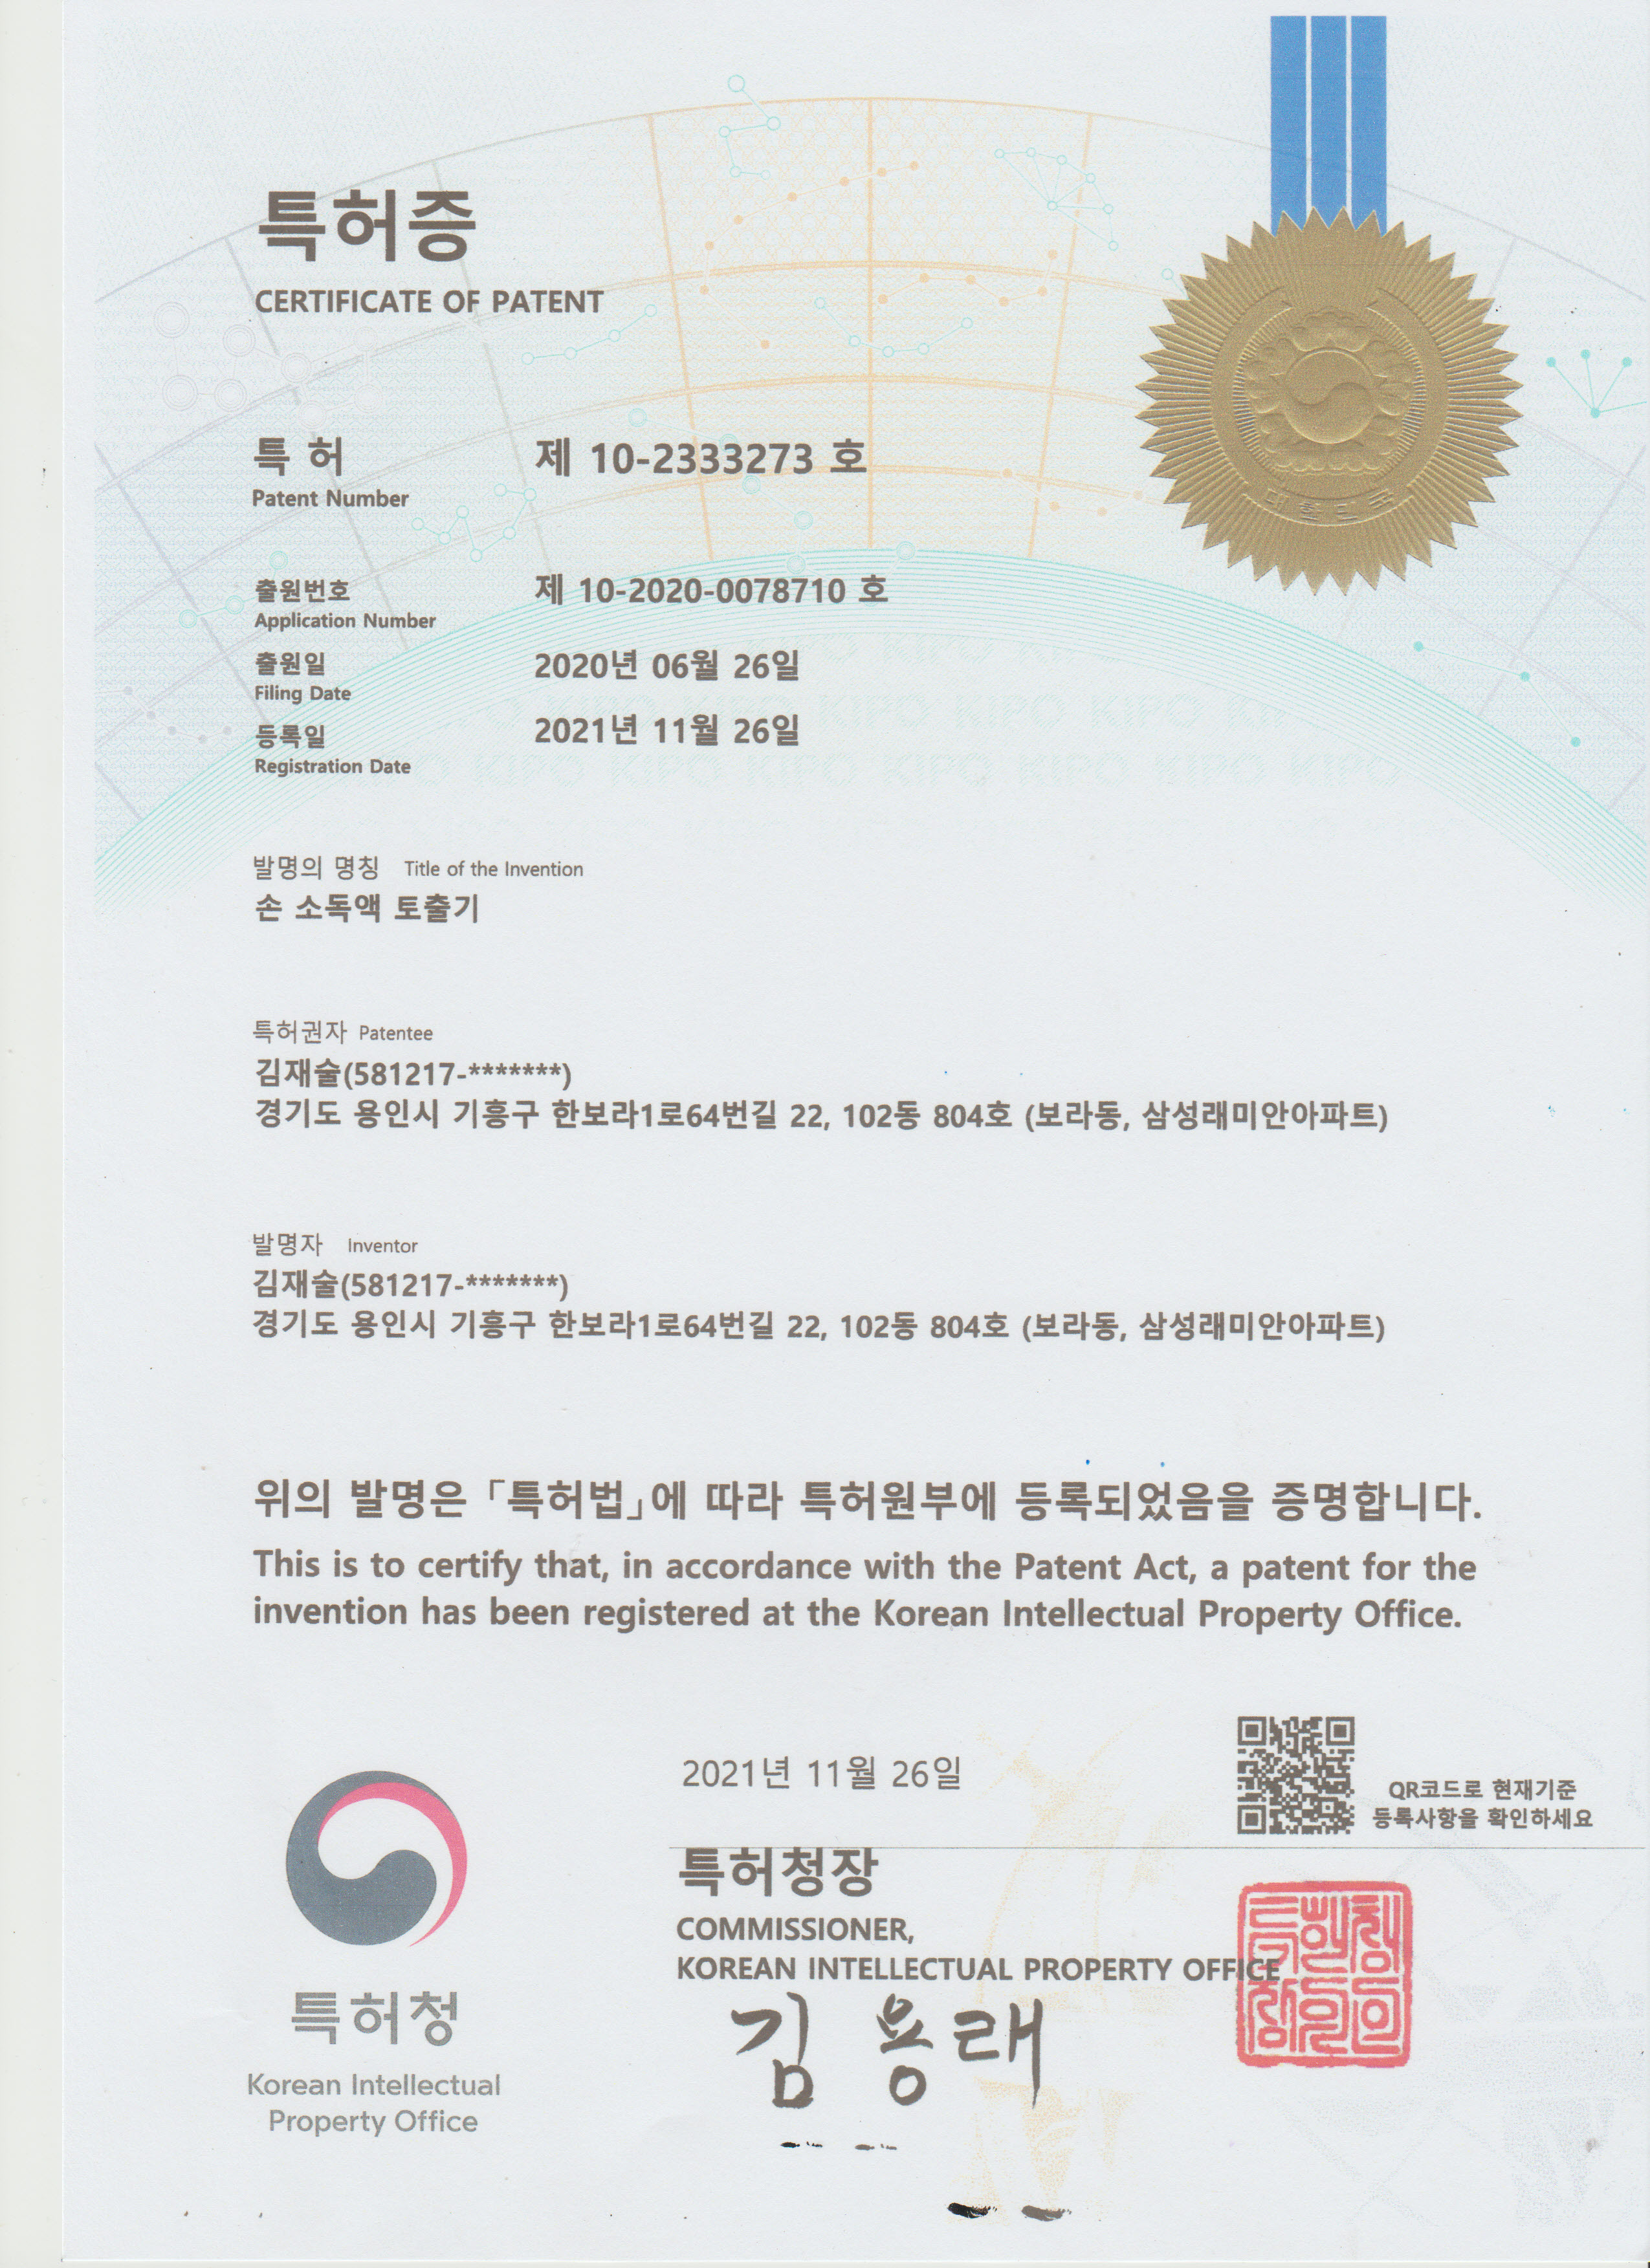 특허증
CERTIFICATE OF PATENT
특 허 제 10-2333273 호
Patent Number
출원번호 제 10-2020-0078710 호
Application Number
출원일 2020년 06월 26일
Filing Date
등록일 2021년 11월 26일
Registration Date
발명의 명칭 Title of the Invention
손 소독액 토출기
특허권자 Patentee
김재술(581217-*******)
경기도 용인시 기흥구 한보라1로64번길 22, 102동 804호 (보라동, 삼성래미안아파트)
발명자 Inventor
김재술(581217-*******)
경기도 용인시 기흥구 한보라1로64번길 22, 102동 804호 (보라동, 삼성래미안아파트)
위의 발명은 「특허법」에 따라 특허원부에 등록되었음을 증명합니다.
This is to certify that, in accordance with the Patent Act, a patent for the
invention has been registered at the Korean Intellectual Property Office.
2021년 11월 26일
QR코드로 현재기준
등록사항을 확인하세요
특허청장
COMMISSIONER,
KOREAN INTELLECTUAL PROPERTY OFFICE
김 용래
특허청
Korean Intellectual
Property Office
대한민국